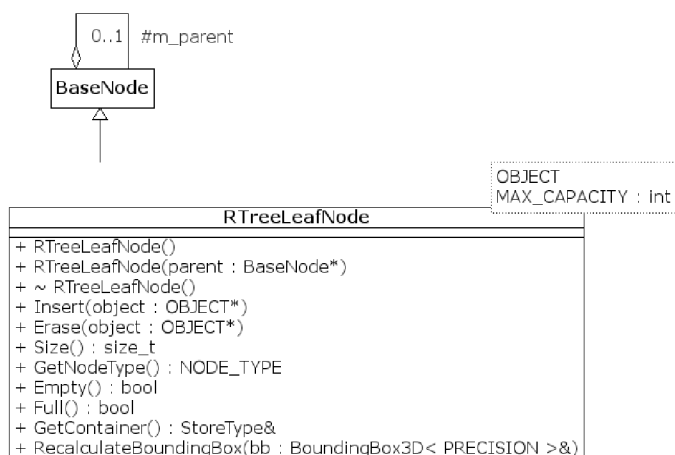 0..1 #m_parent
BaseNode
OBJECT
MAX_CAPACITY : int
RTreeLeafNode
+ RTreeLeafNode()
+ RTreeLeafNode(parent : BaseNode*)
+ ~ RTreeLeafNode()
+ Insert(object : OBJECT*)
+ Erase(object : OBJECT*)
+ Size() : size_t
+ GetNodeType() : NODE_TYPE
+ Empty() : bool
+ Full() : bool
+ GetContainer() : StoreType&
+ RecalculateBoundingBox(bb : BoundingBox3D< PRECISION >&)